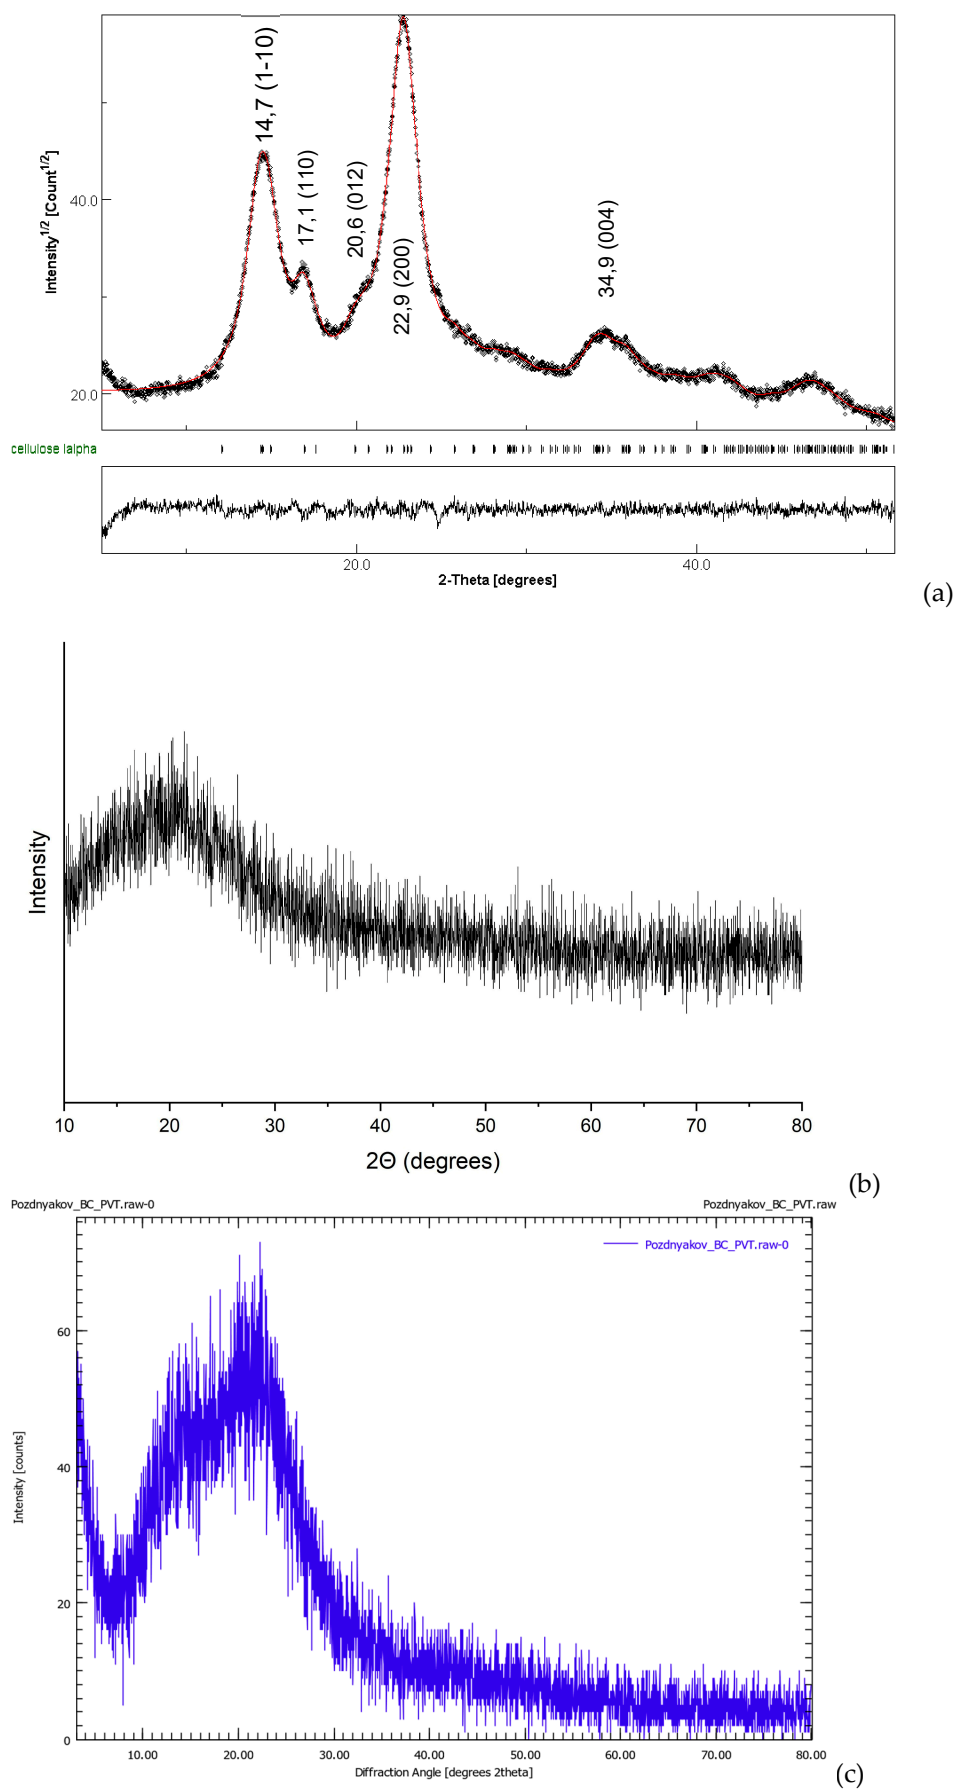 14,7 (1-10)
17,1 (110)
20,6 (012)
22,9 (200)
34,9 (004)
Intensity1/2 [Count1/2]
40.0
20.0
cellulose Ialpha
20.0 40.0
2-Theta [degrees]
(a)
Intensity
10 20 30 40 50 60 70 80
2Θ (degrees)
(b)
Pozdnyakov_BC_PVT.raw-0 Pozdnyakov_BC_PVT.raw
Pozdnyakov_BC_PVT.raw-0
60
40
20
0
Intensity [counts]
10.00 20.00 30.00 40.00 50.00 60.00 70.00 80.00
Diffraction Angle [degrees 2theta]
(c)